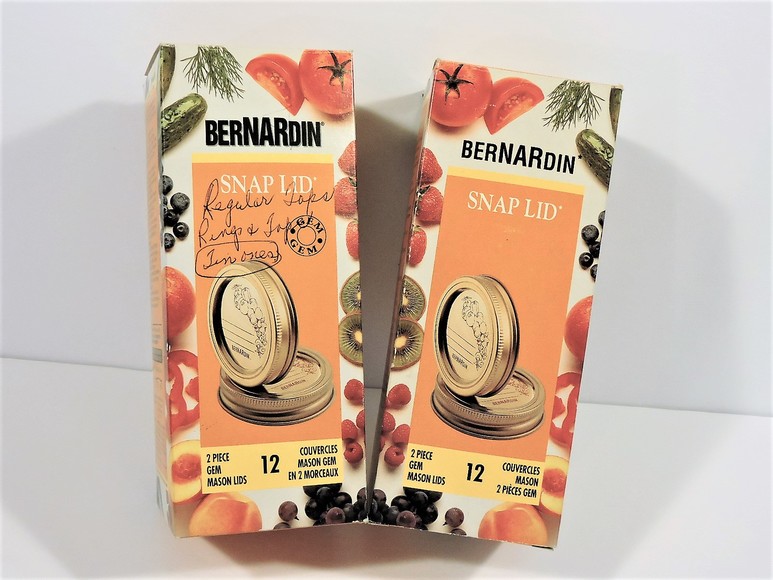 BERNARDIN®
SNAP LID*
Regular Tops
Rings & Tops
Ten ones
GEM
GEM
BERNARDIN
2 PIECE
GEM
MASON LIDS
12
COUVERCLES
MASON GEM
EN 2 MORCEAUX
BERNARDIN*
SNAP LID*
BERNARDIN
2 PIECE
GEM
MASON LIDS
12
COUVERCLES
MASON
2 PIÈCES GEM